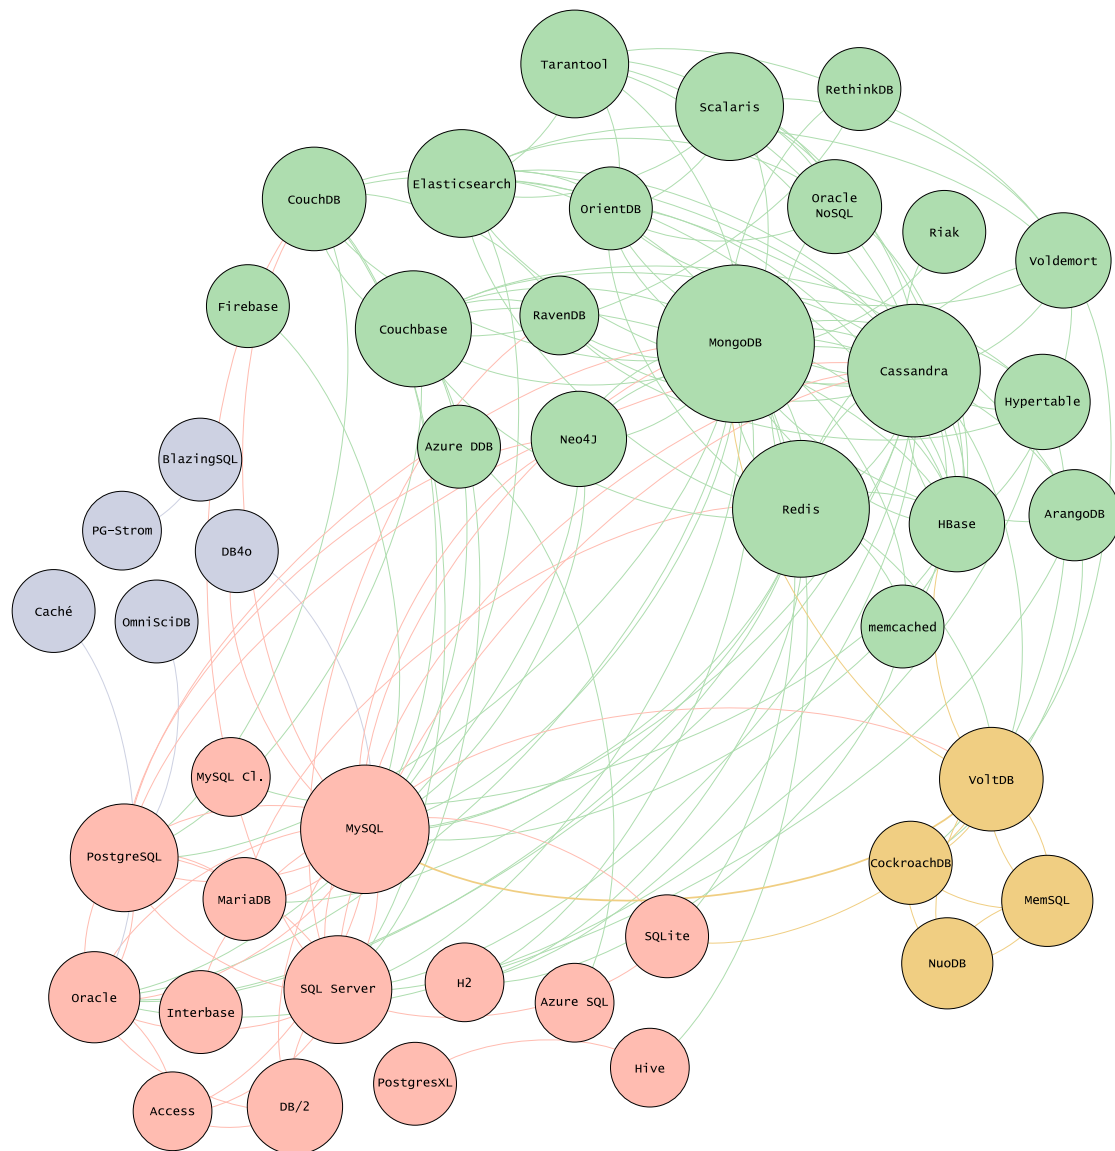 Tarantool
Scalaris
RethinkDB
Elasticsearch
CouchDB
OrientDB
Oracle
NoSQL
Riak
Voldemort
Firebase
Couchbase
RavenDB
MongoDB
Cassandra
Hypertable
BlazingSQL
Azure DDB
Neo4J
PG-Strom
DB4o
Redis
HBase
ArangoDB
Caché
OmniSciDB
memcached
MySQL Cl.
MySQL
VoltDB
PostgreSQL
CockroachDB
MariaDB
MemSQL
SQLite
NuoDB
Oracle
Interbase
SQL Server
H2
Azure SQL
PostgresXL
Hive
Access
DB/2